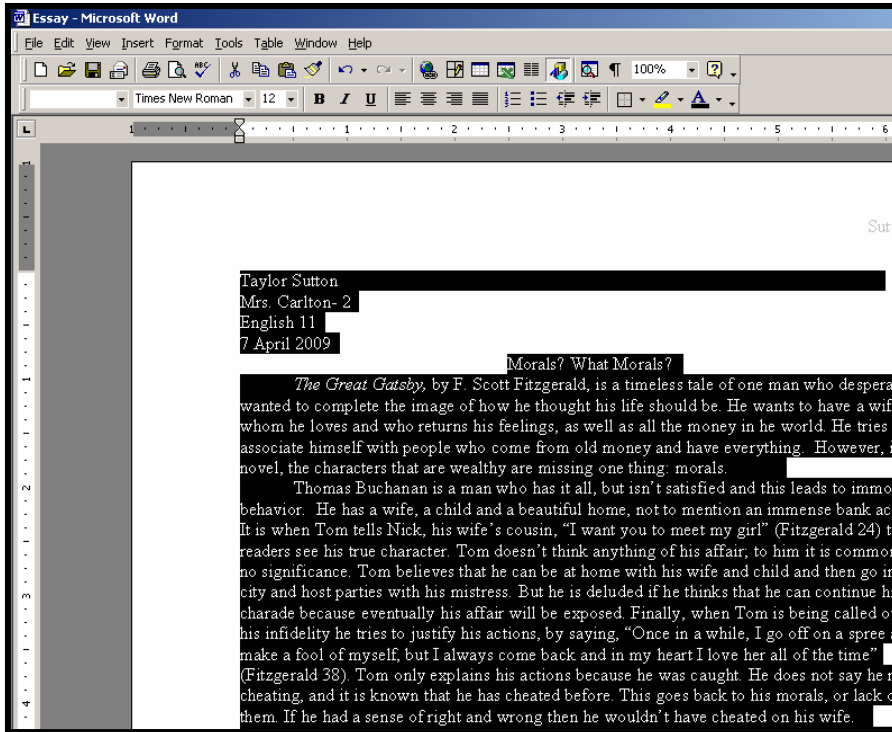 Essay - Microsoft Word
File Edit View Insert Format Tools Table Window Help
ABC 100%
Times New Roman 12 B I U A
L 1 1 2 3 4 5 6
1
1
2
3
4
Taylor Sutton
Mrs. Carlton- 2
English 11
7 April 2009
Morals? What Morals?
The Great Gatsby, by F. Scott Fitzgerald, is a timeless tale of one man who
wanted to complete the image of how he thought his life should be. He wants to have a
whom he loves and who returns his feelings, as well as all the money in he world. He tries
associate himself with people who come from old money and have everything. However,
novel, the characters that are wealthy are missing one thing: morals.
Thomas Buchanan is a man who has it all, but isn’t satisfied and this leads to
behavior. He has a wife, a child and a beautiful home, not to mention an immense bank
It is when Tom tells Nick, his wife’s cousin, “I want you to meet my girl” (Fitzgerald 24)
readers see his true character. Tom doesn’t think anything of his affair; to him it is
no significance. Tom believes that he can be at home with his wife and child and then go
city and host parties with his mistress. But he is deluded if he thinks that he can continue
charade because eventually his affair will be exposed. Finally, when Tom is being called
his infidelity he tries to justify his actions, by saying, “Once in a while, I go off on a spree
make a fool of myself, but I always come back and in my heart I love her all of the time”
(Fitzgerald 38). Tom only explains his actions because he was caught. He does not say he
cheating, and it is known that he has cheated before. This goes back to his morals, or lack
them. If he had a sense of right and wrong then he wouldn’t have cheated on his wife.